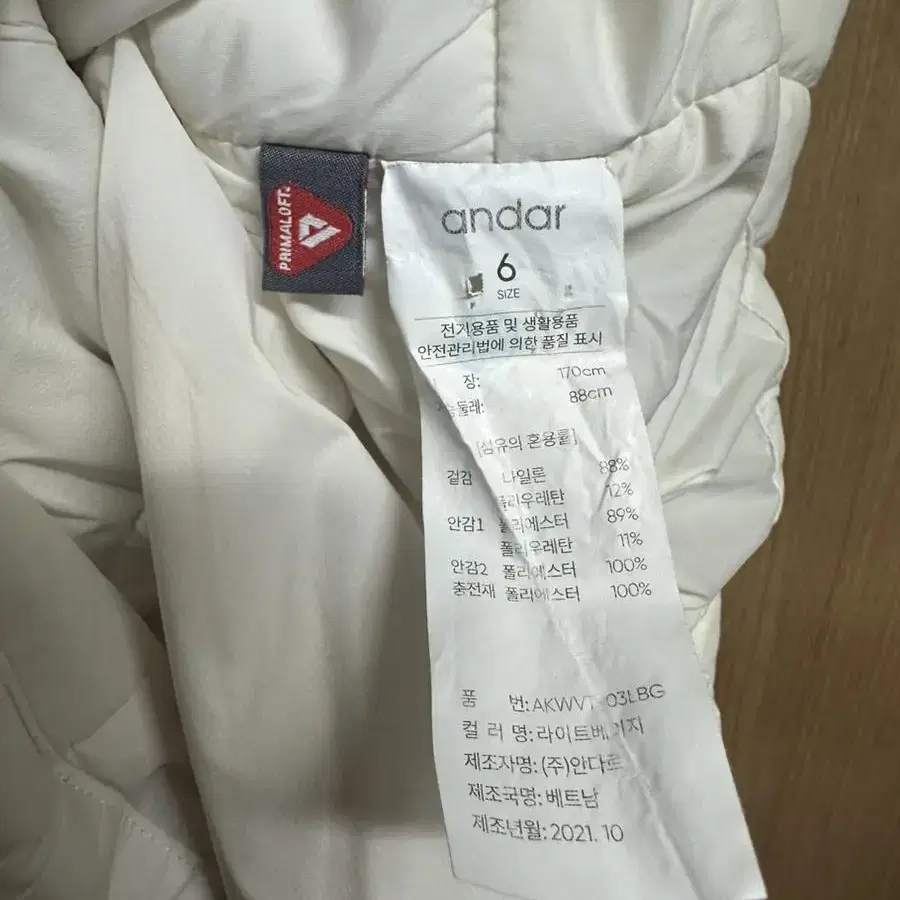 PRIMALOFT
andar
6
SIZE
전기용품 및 생활용품
안전관리법에 의한 품질 표시
장: 170cm
둘레: 88cm
[섬유의 혼용률]
겉감 나일론 88%
폴리우레탄 12%
안감1 폴리에스터 89%
폴리우레탄 11%
안감2 폴리에스터 100%
충전재 폴리에스터 100%
품 번:
컬 러 명:라이트베이지
제조자명:(주)안다르
제조국명:베트남
제조년월:2021.10